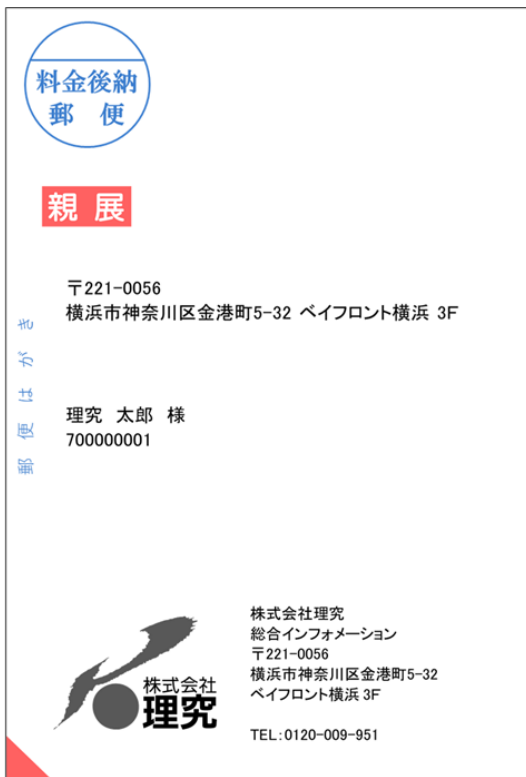 料金後納
郵 便
親 展
〒221-0056
横浜市神奈川区金港町5-32 ベイフロント横浜 3F
郵便はがき
理究 太郎 様
700000001
株式会社
理究
株式会社理究
総合インフォメーション
〒221-0056
横浜市神奈川区金港町5-32
ベイフロント横浜 3F
TEL:0120-009-951